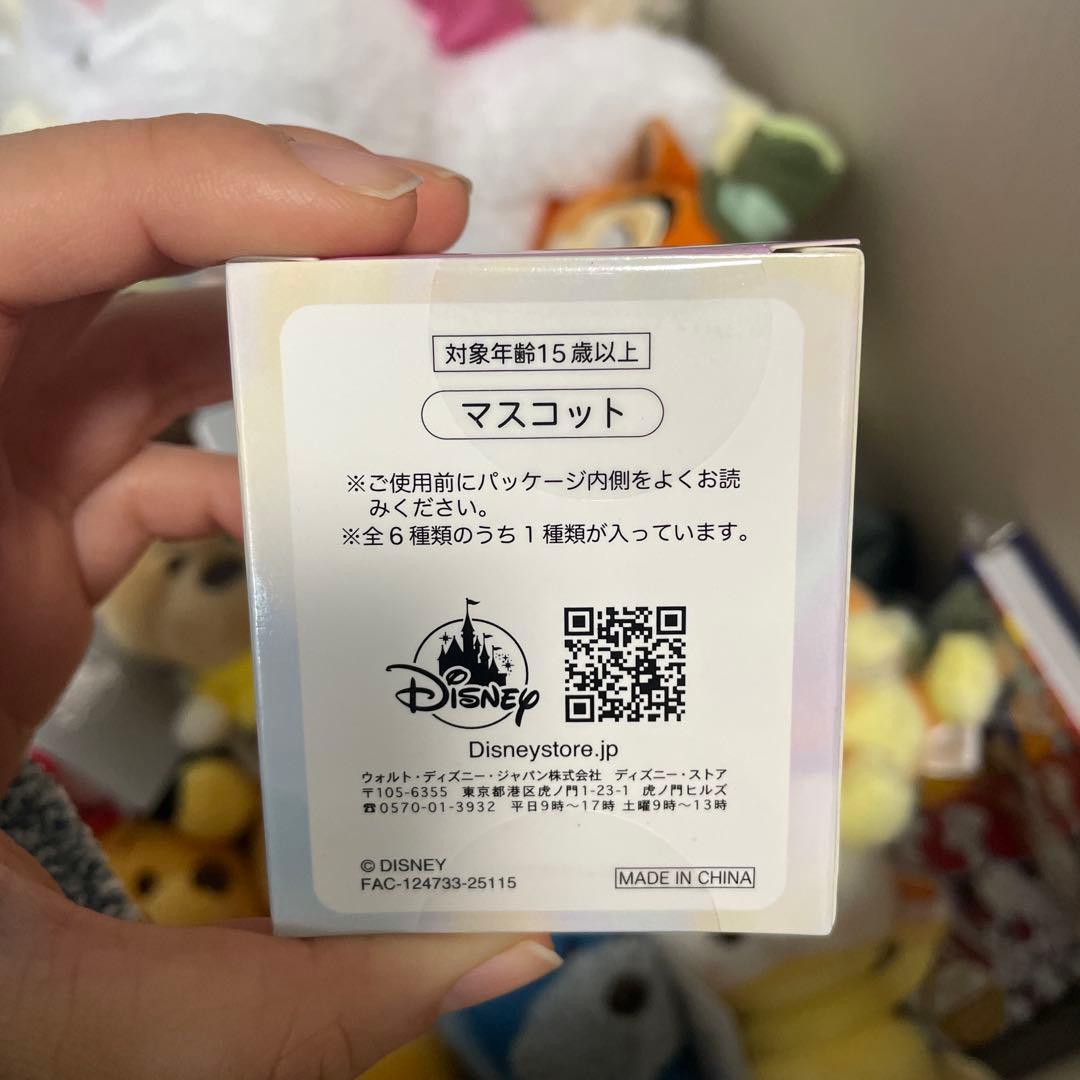 対象年齢15歳以上
マスコット
※ご使用前にパッケージ内側をよくお読
みください。
※全6種類のうち1種類が入っています。
DISNEY
Disneystore.jp
ウォルト・ディズニー・ジャパン株式会社 ディズニー・ストア
〒105-6355 東京都港区虎ノ門1-23-1 虎ノ門ヒルズ
☎0570-01-3932 平日9時〜17時 土曜9時〜13時
© DISNEY
FAC-124733-25115
MADE IN CHINA